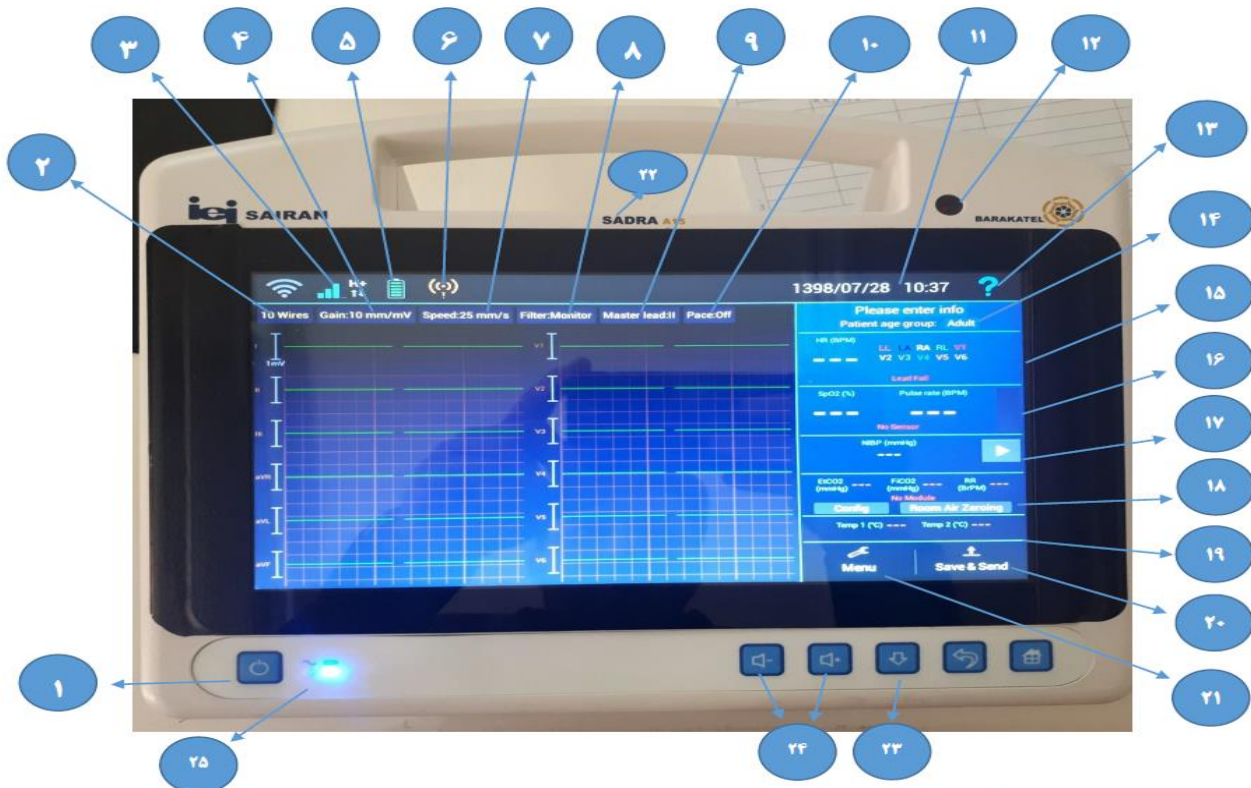 ۳
۴
۵
۶
۷
۸
۹
۱۰
۱۱
۱۲
۱۳
۲
۲۲
۱۴
iei SAIRAN
SADRA A15
BARAKATEL
H+
1398/07/28 10:37 ?
۱۵
10 Wires Gain:10 mm/mV Speed:25 mm/s Filter:Monitor Master lead:II Pace:Off
Please enter info
Patient age group: Adult
I
V1
1mV
HR (BPM)
LL LA RA RL V1
V2 V3 V4 V5 V6
---
Lead Fail
۱۶
II
V2
SpO2 (%) Pulse rate (BPM)
--- ---
No Sensor
۱۷
III
V3
NIBP (mmHg)
---
۱۸
aVR
V4
EtCO2 (mmHg) --- FiCO2 (mmHg) --- RR (BrPM) ---
No Module
Config Room Air Zeroing
۱۹
aVL
V5
Temp 1 (°C) --- Temp 2 (°C) ---
aVF
V6
Menu Save & Send
۲۰
۱
۲۱
۲۵
۲۴
۲۳